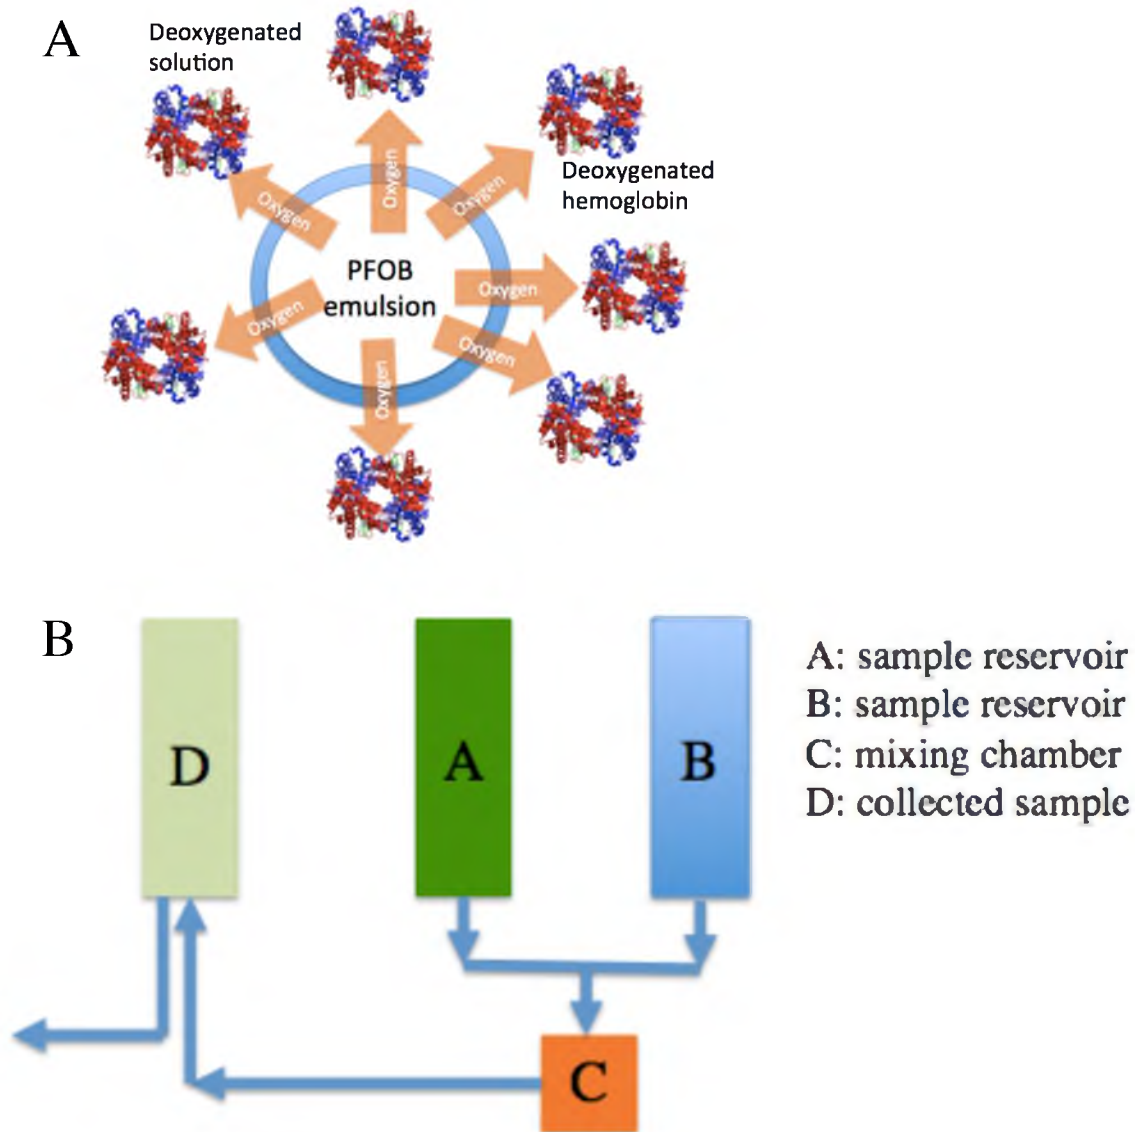 A
Deoxygenated
solution
Oxygen
Oxygen
Oxygen
Deoxygenated
hemoglobin
PFOB
emulsion
Oxygen
Oxygen
Oxygen
Oxygen
B
D
A
B
C
A: sample reservoir
B: sample reservoir
C: mixing chamber
D: collected sample